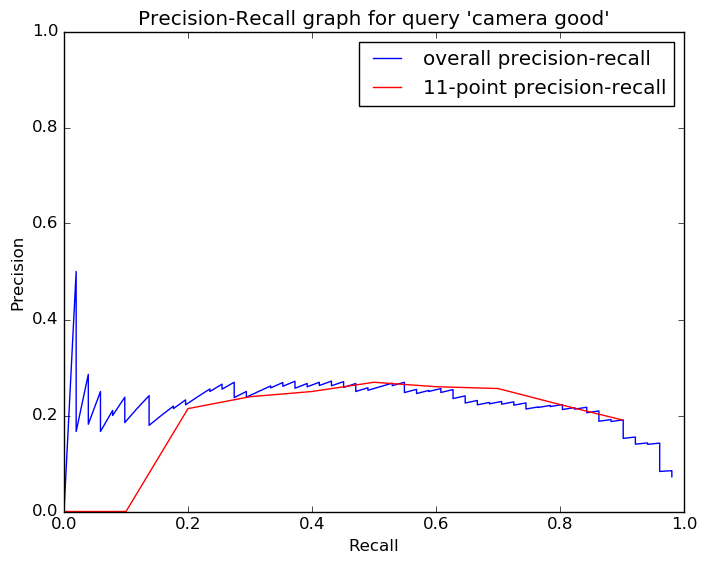 Precision-Recall graph for query 'camera good'
overall precision-recall
11-point precision-recall
Precision
1.0
0.8
0.6
0.4
0.2
0.0
0.0 0.2 0.4 0.6 0.8 1.0
Recall